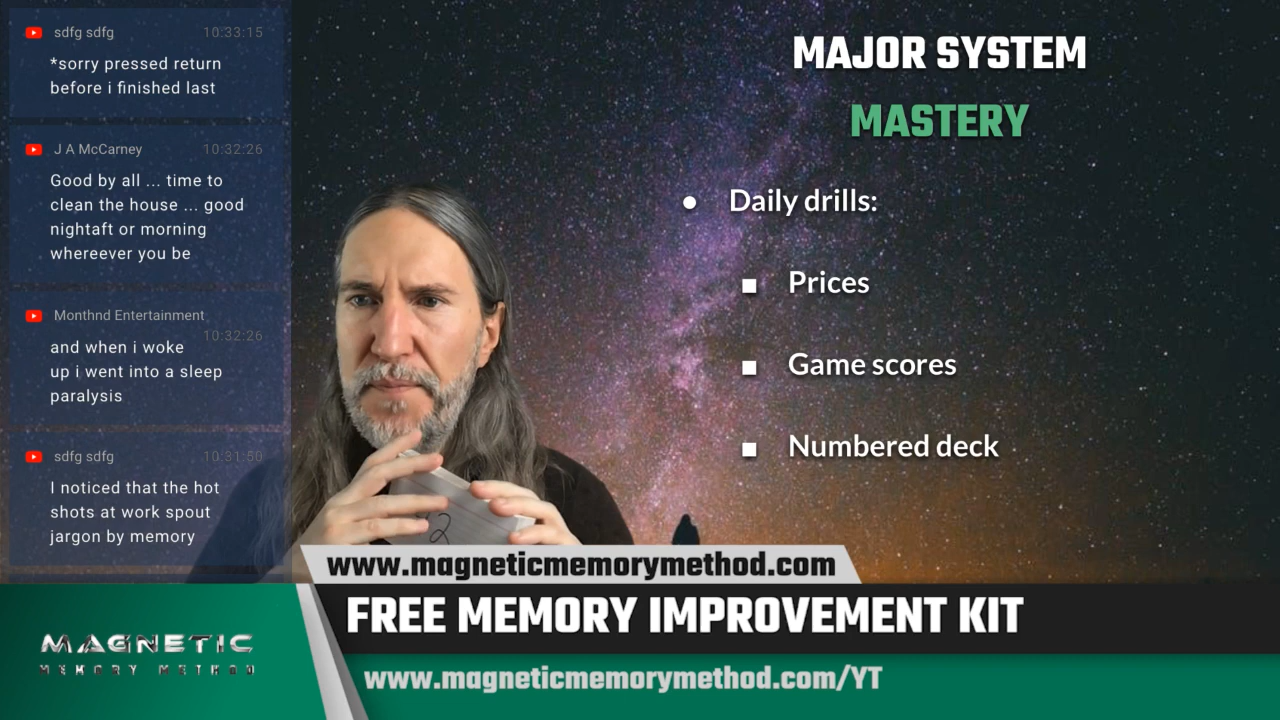 sdfg sdfg 10:33:15
*sorry pressed return
before i finished last
J A McCarney 10:32:26
Good by all ... time to
clean the house ... good
nightaft or morning
whereever you be
Monthnd Entertainment
10:32:26
and when i woke
up i went into a sleep
paralysis
sdfg sdfg 10:31:50
I noticed that the hot
shots at work spout
jargon by memory
MAJOR SYSTEM
MASTERY
• Daily drills:
▪ Prices
▪ Game scores
▪ Numbered deck
2
www.magneticmemorymethod.com
FREE MEMORY IMPROVEMENT KIT
www.magneticmemorymethod.com/YT
MAGNETIC
MEMORY METHOD